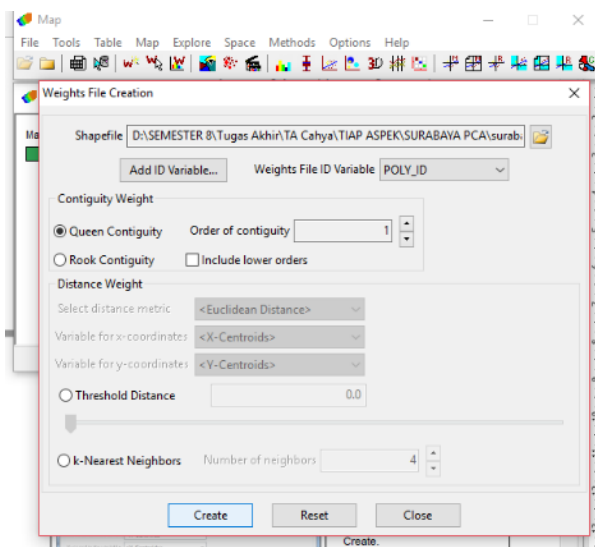 Map
File Tools Table Map Explore Space Methods Options Help
W
3D
Weights File Creation
Ma
Shapefile D:\SEMESTER 8\Tugas Akhir\TA Cahya\TIAP ASPEK\SURABAYA PCA\surab
Add ID Variable... Weights File ID Variable POLY_ID
Contiguity Weight
Queen Contiguity Order of contiguity 1
Rook Contiguity Include lower orders
Distance Weight
Select distance metric <Euclidean Distance>
Variable for x-coordinates <X-Centroids>
Variable for y-coordinates <Y-Centroids>
Threshold Distance 0.0
k-Nearest Neighbors Number of neighbors 4
Create Reset Close
Create.